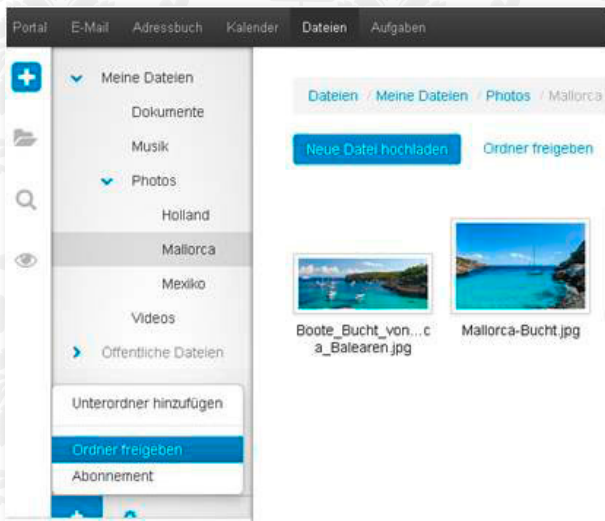 Portal E-Mail Adressbuch Kalender Dateien Aufgaben
Meine Dateien
Dokumente
Musik
Photos
Holland
Mallorca
Mexiko
Videos
Öffentliche Dateien
Unterordner hinzufügen
Ordner freigeben
Abonnement
Dateien / Meine Dateien / Photos / Mallorca
Neue Datei hochladen Ordner freigeben
Boote_Bucht_von...c
a_Balearen.jpg
Mallorca-Bucht.jpg